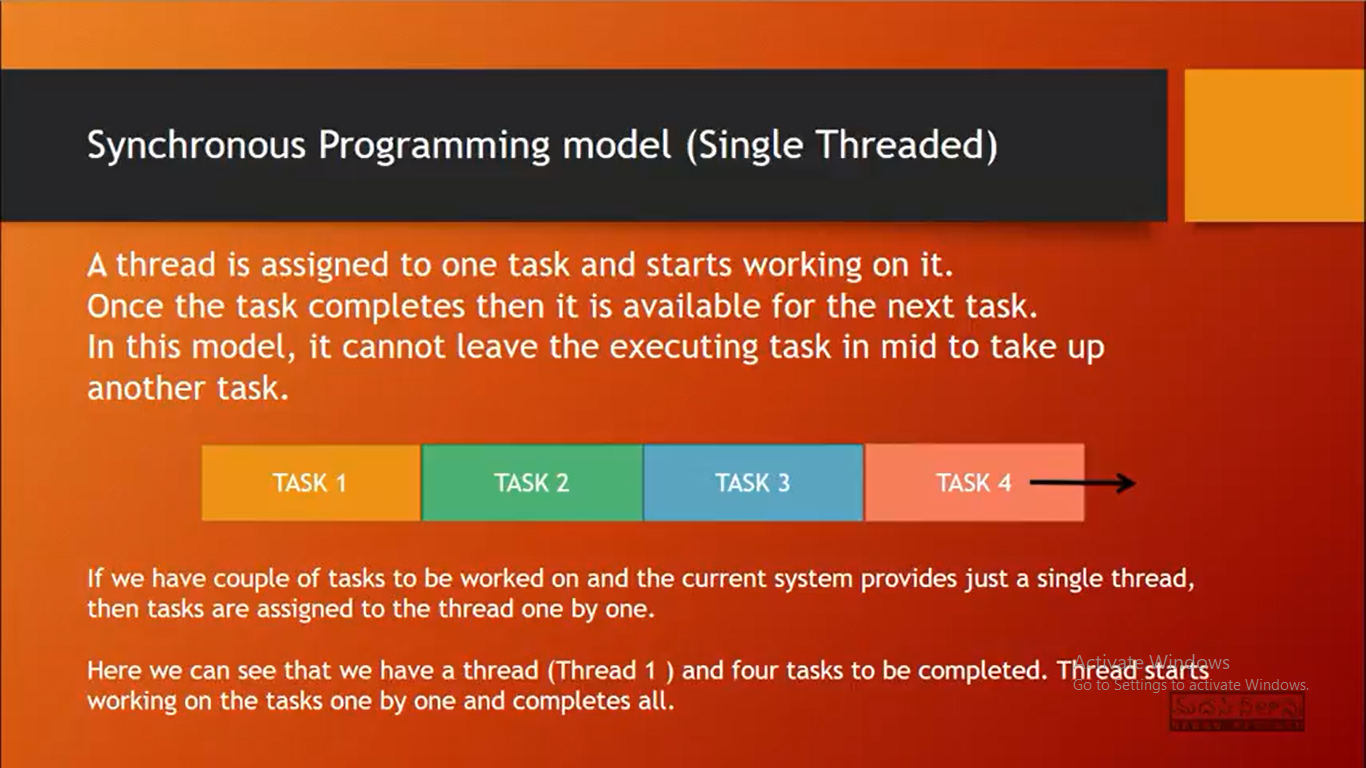 Synchronous Programming model (Single Threaded)
A thread is assigned to one task and starts working on it.
Once the task completes then it is available for the next task.
In this model, it cannot leave the executing task in mid to take up
another task.
TASK 1 TASK 2 TASK 3 TASK 4
If we have couple of tasks to be worked on and the current system provides just a single thread,
then tasks are assigned to the thread one by one.
Here we can see that we have a thread (Thread 1 ) and four tasks to be completed. Thread starts
working on the tasks one by one and completes all.
Activate Windows
Go to Settings to activate Windows.